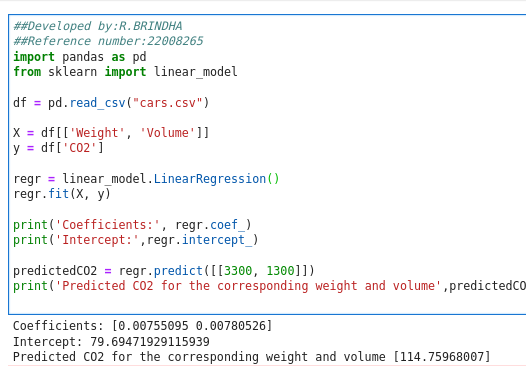 ##Developed by:R.BRINDHA
##Reference number:22008265
import pandas as pd
from sklearn import linear_model
df = pd.read_csv("cars.csv")
X = df[['Weight', 'Volume']]
y = df['CO2']
regr = linear_model.LinearRegression()
regr.fit(X, y)
print('Coefficients:', regr.coef_)
print('Intercept:',regr.intercept_)
predictedCO2 = regr.predict([[3300, 1300]])
print('Predicted CO2 for the corresponding weight and volume',predictedCO
Coefficients: [0.00755095 0.00780526]
Intercept: 79.69471929115939
Predicted CO2 for the corresponding weight and volume [114.75968007]